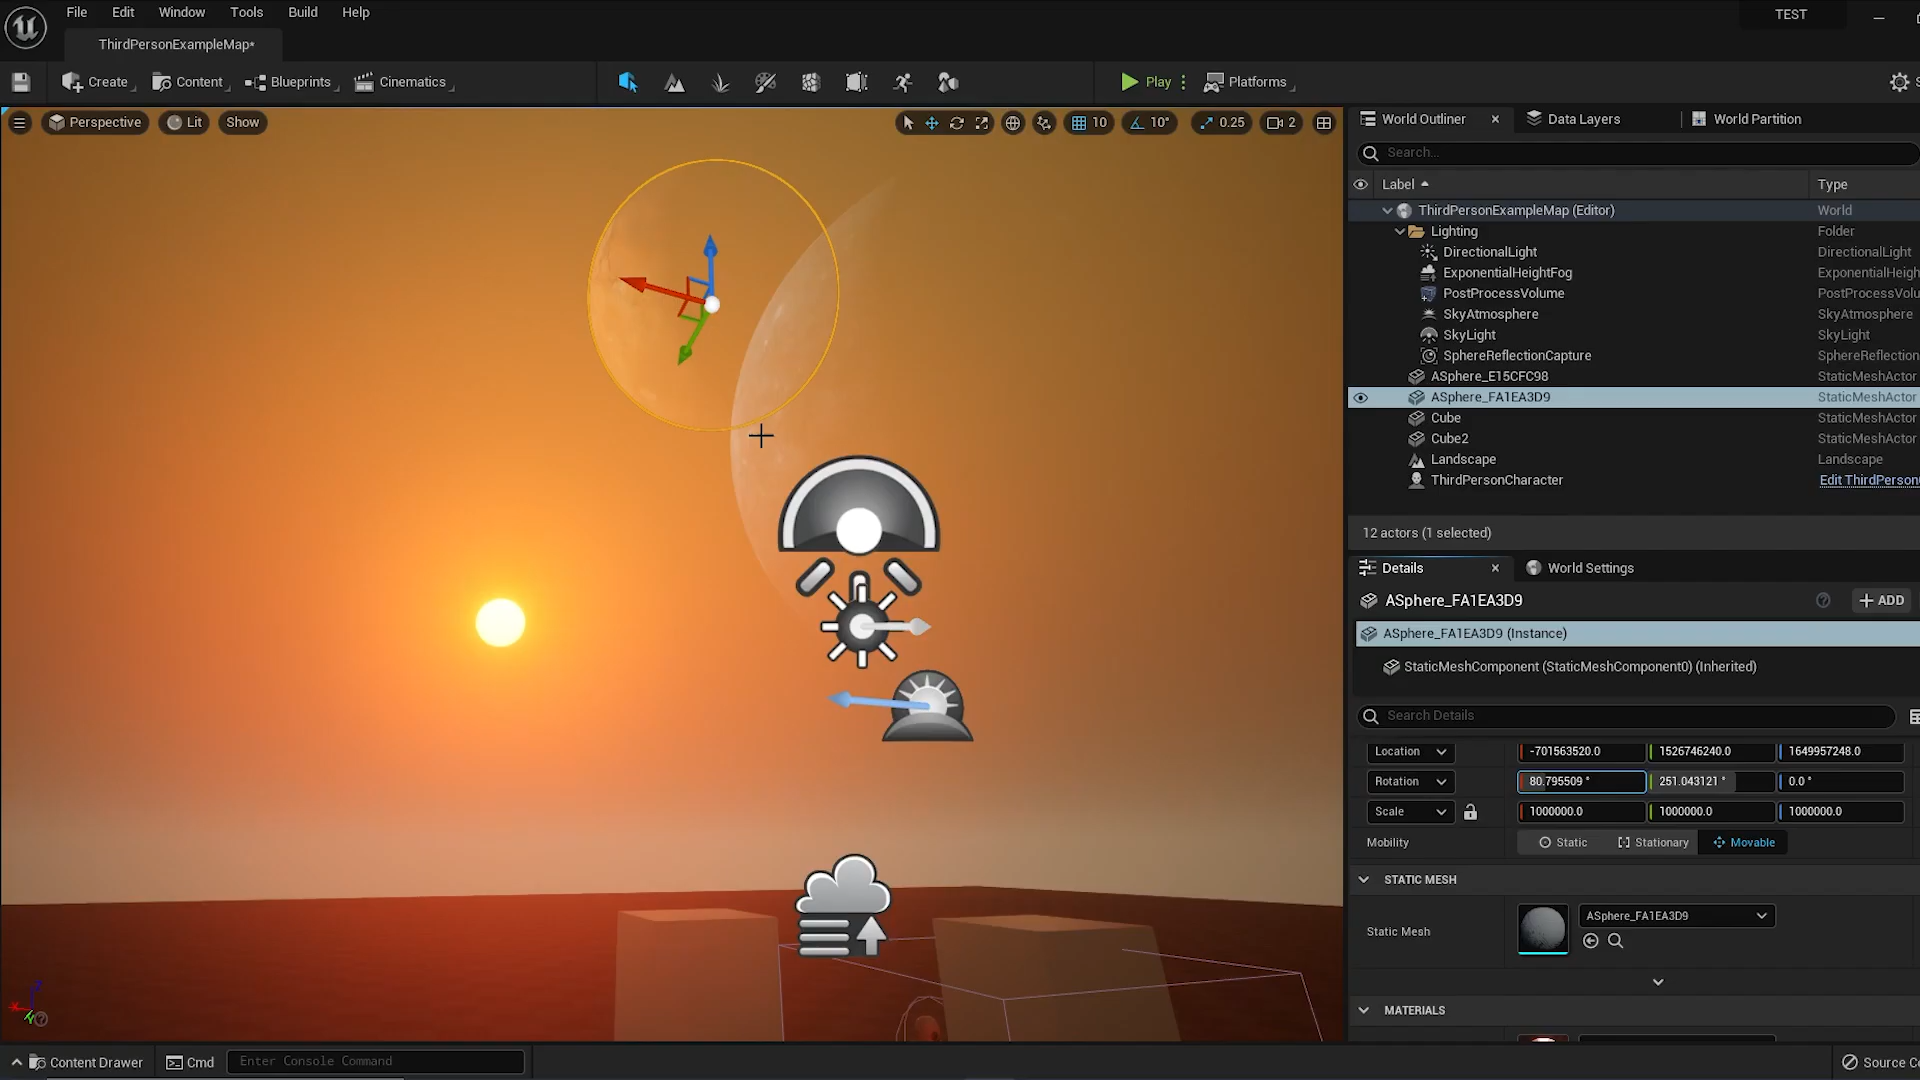 File Edit Window Tools Build Help
TEST
ThirdPersonExampleMap*
Create Content Blueprints Cinematics Play Platforms
Perspective Lit Show 10 10° 0.25 2
World Outliner Data Layers World Partition
Search...
Label Type
ThirdPersonExampleMap (Editor) World
Lighting Folder
DirectionalLight DirectionalLight
ExponentialHeightFog ExponentialHeigh
PostProcessVolume PostProcessVolu
SkyAtmosphere SkyAtmosphere
SkyLight SkyLight
SphereReflectionCapture SphereReflection
ASphere_E15CFC98 StaticMeshActor
ASphere_FA1EA3D9 StaticMeshActor
Cube StaticMeshActor
Cube2 StaticMeshActor
Landscape Landscape
ThirdPersonCharacter Edit ThirdPerson
12 actors (1 selected)
Details World Settings
ASphere_FA1EA3D9 ADD
ASphere_FA1EA3D9 (Instance)
StaticMeshComponent (StaticMeshComponent0) (Inherited)
Search Details
Location -701563520.0 1526746240.0 1649957248.0
Rotation 80.795509 ° 251.043121 ° 0.0 °
Scale 1000000.0 1000000.0 1000000.0
Mobility Static Stationary Movable
STATIC MESH
Static Mesh ASphere_FA1EA3D9
MATERIALS
Content Drawer Cmd Enter Console Command Source Co